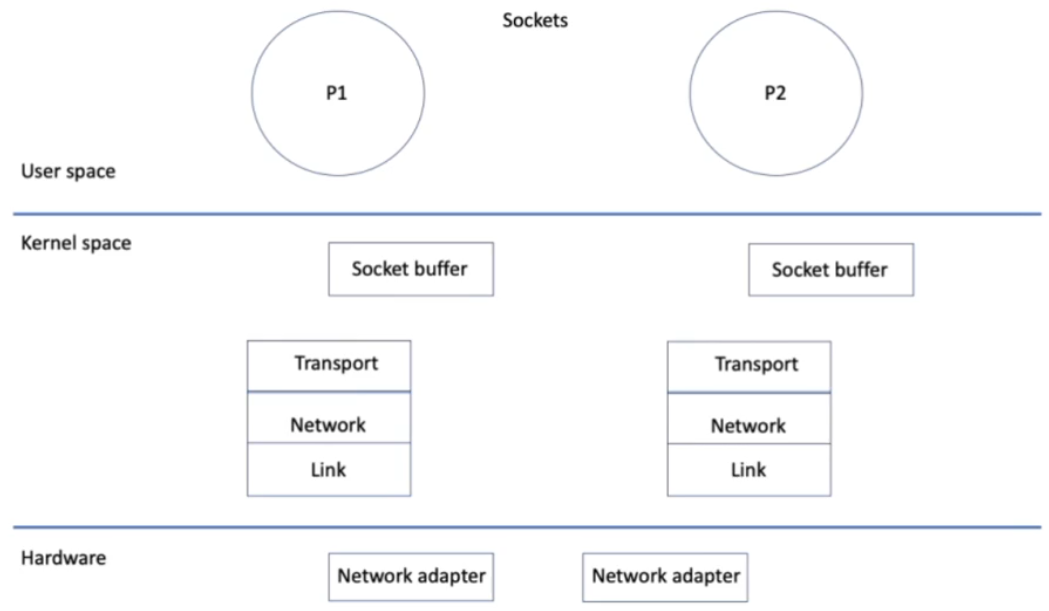 Sockets
P1
P2
User space
Kernel space
Socket buffer
Socket buffer
Transport
Transport
Network
Network
Link
Link
Hardware
Network adapter
Network adapter